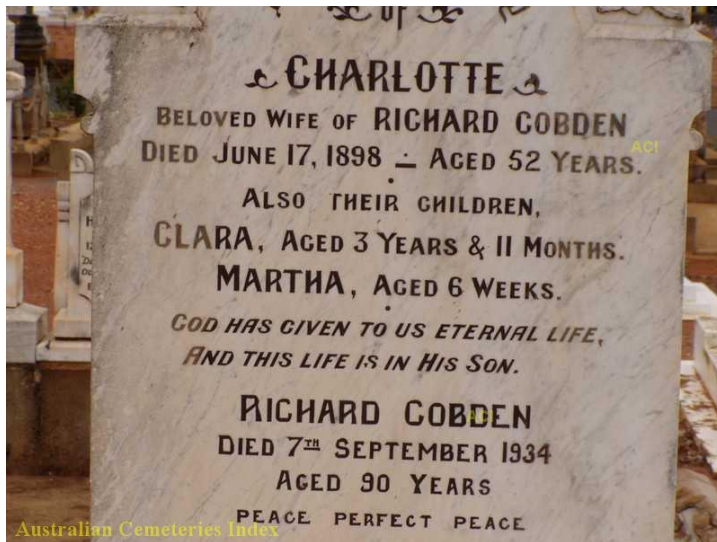 OF
CHARLOTTE
BELOVED WIFE OF RICHARD COBDEN
DIED JUNE 17, 1898 ÷ AGED 52 YEARS.
ALSO THEIR CHILDREN,
CLARA, AGED 3 YEARS & 11 MONTHS.
MARTHA, AGED 6 WEEKS.
GOD HAS GIVEN TO US ETERNAL LIFE,
AND THIS LIFE IS IN HIS SON.
RICHARD COBDEN
DIED 7TH SEPTEMBER 1934
AGED 90 YEARS
PEACE PERFECT PEACE
ACI
ACI
Australian Cemeteries Index